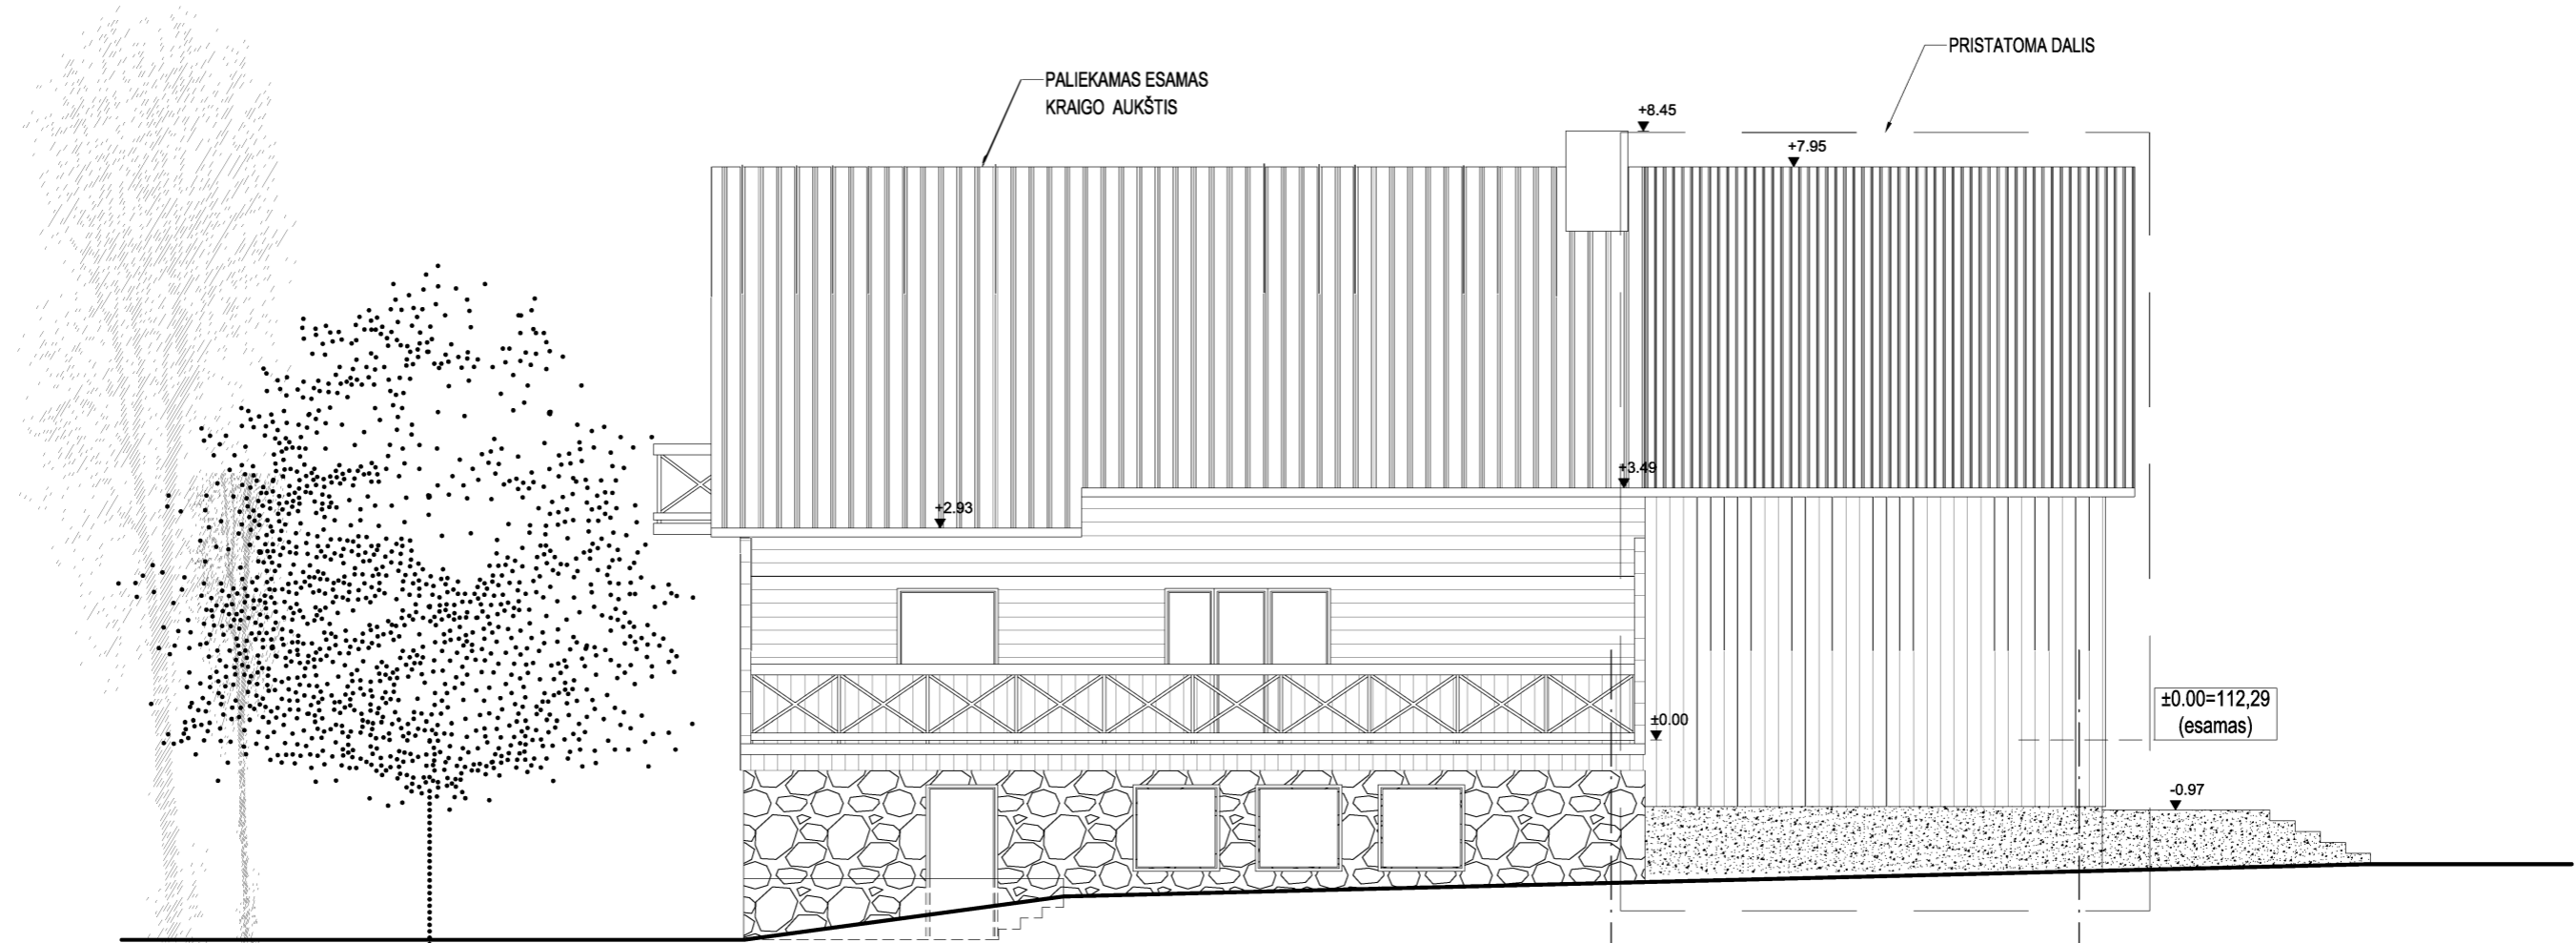 PRISTATOMA DALIS
PALIEKAMAS ESAMAS
KRAIGO AUKŠTIS
+8.45
+7.95
+3.49
+2.93
±0.00=112,29
(esamas)
±0.00
-0.97